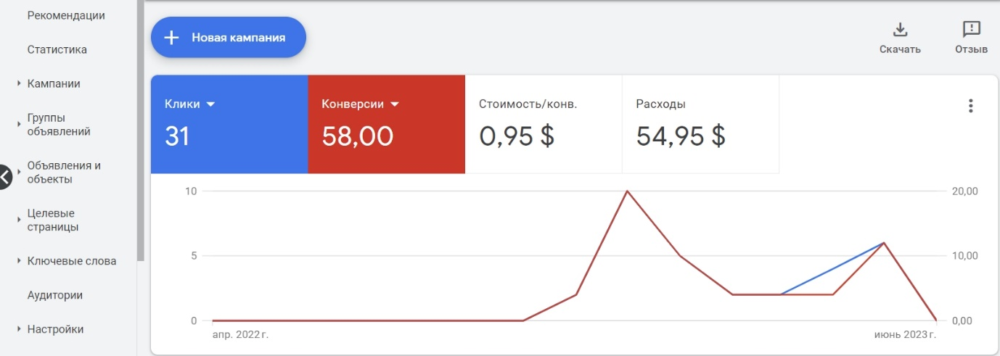 Рекомендации
Статистика
Кампании
Группы
объявлений
Объявления и
объекты
Целевые
страницы
Ключевые слова
Аудитории
Настройки
Новая кампания
Скачать
Отзыв
Клики
31
Конверсии
58,00
Стоимость/конв.
0,95 $
Расходы
54,95 $
10
5
0
20,00
10,00
0,00
апр. 2022 г.
июнь 2023 г.